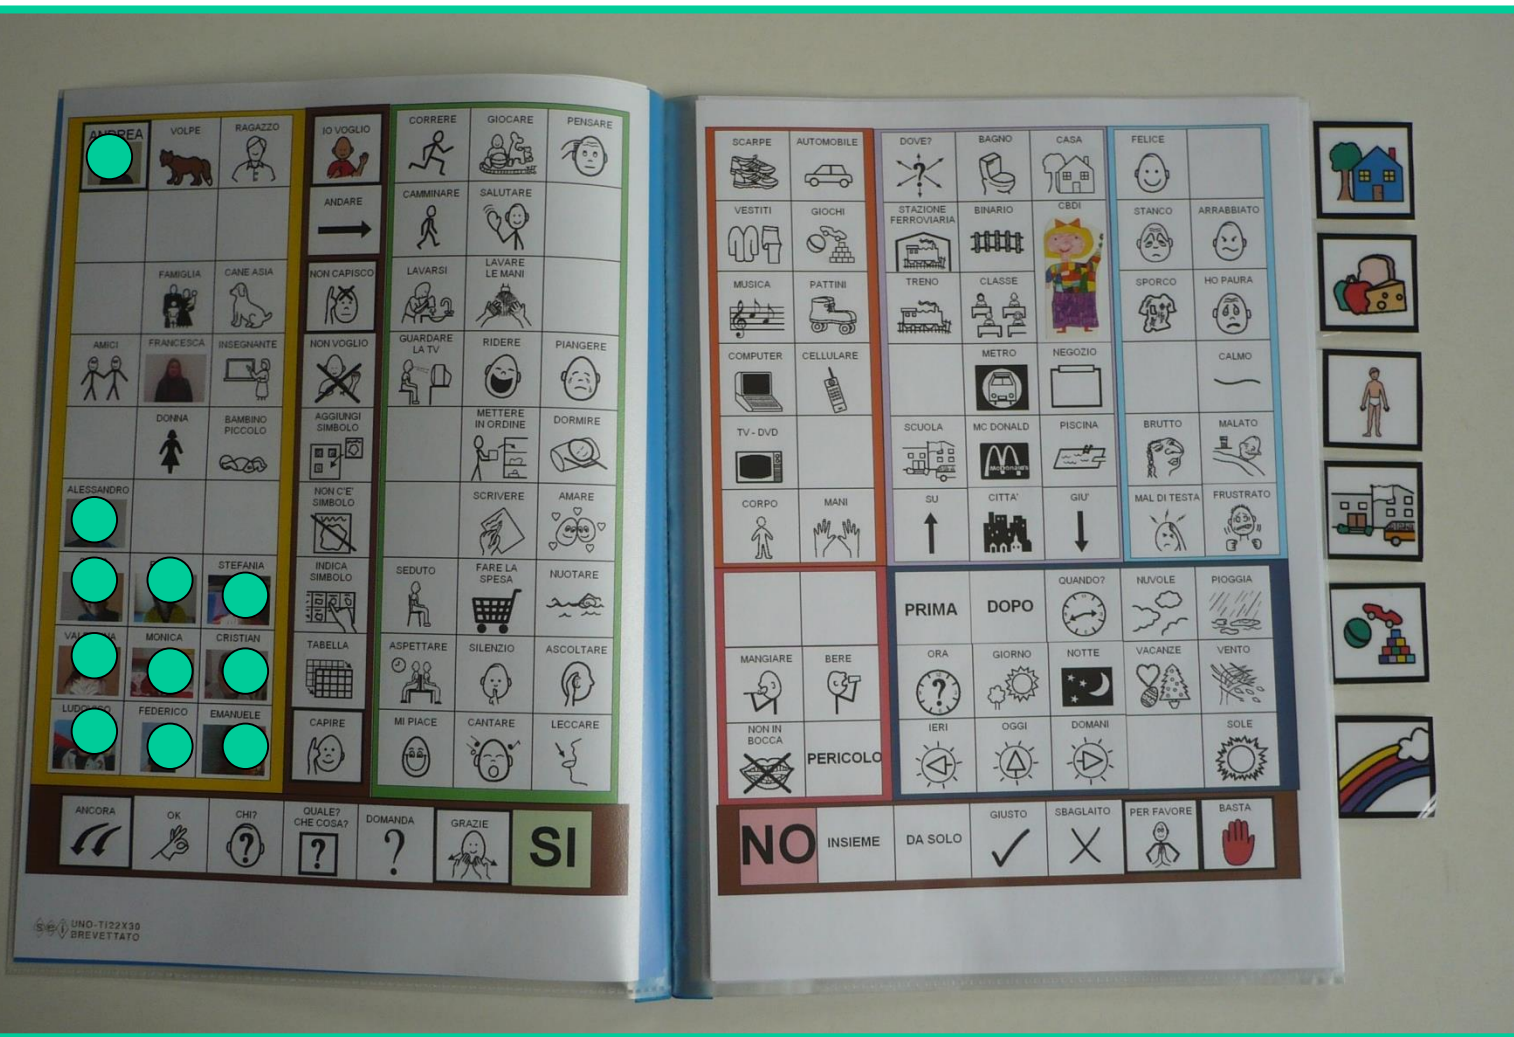 ANDREA
VOLPE
RAGAZZO
IO VOGLIO
CORRERE
GIOCARE
PENSARE
ANDARE
CAMMINARE
SALUTARE
FAMIGLIA
CANE ASIA
NON CAPISCO
LAVARSI
LAVARE
LE MANI
AMICI
FRANCESCA
INSEGNANTE
NON VOGLIO
GUARDARE
LA TV
RIDERE
PIANGERE
DONNA
BAMBINO
PICCOLO
AGGIUNGI
SIMBOLO
METTERE
IN ORDINE
DORMIRE
ALESSANDRO
NON C'E'
SIMBOLO
SCRIVERE
AMARE
STEFANIA
INDICA
SIMBOLO
SEDUTO
FARE LA
SPESA
NUOTARE
MONICA
CRISTIAN
TABELLA
ASPETTARE
SILENZIO
ASCOLTARE
FEDERICO
EMANUELE
CAPIRE
MI PIACE
CANTARE
LECCARE
ANCORA
OK
CHI?
QUALE?
CHE COSA?
DOMANDA
GRAZIE
SI
sei UNO-TI22X30
BREVETTATO
SCARPE
AUTOMOBILE
DOVE?
BAGNO
CASA
FELICE
VESTITI
GIOCHI
STAZIONE
FERROVIARIA
BINARIO
CBDI
STANCO
ARRABBIATO
MUSICA
PATTINI
TRENO
CLASSE
SPORCO
HO PAURA
COMPUTER
CELLULARE
METRO
NEGOZIO
CALMO
TV - DVD
SCUOLA
MC DONALD
McDonald's
PISCINA
BRUTTO
MALATO
CORPO
MANI
SU
CITTA'
GIU'
MAL DI TESTA
FRUSTRATO
PRIMA
DOPO
QUANDO?
NUVOLE
PIOGGIA
MANGIARE
BERE
ORA
GIORNO
NOTTE
VACANZE
VENTO
NON IN
BOCCA
PERICOLO
IERI
OGGI
DOMANI
SOLE
NO
INSIEME
DA SOLO
GIUSTO
SBAGLAITO
PER FAVORE
BASTA